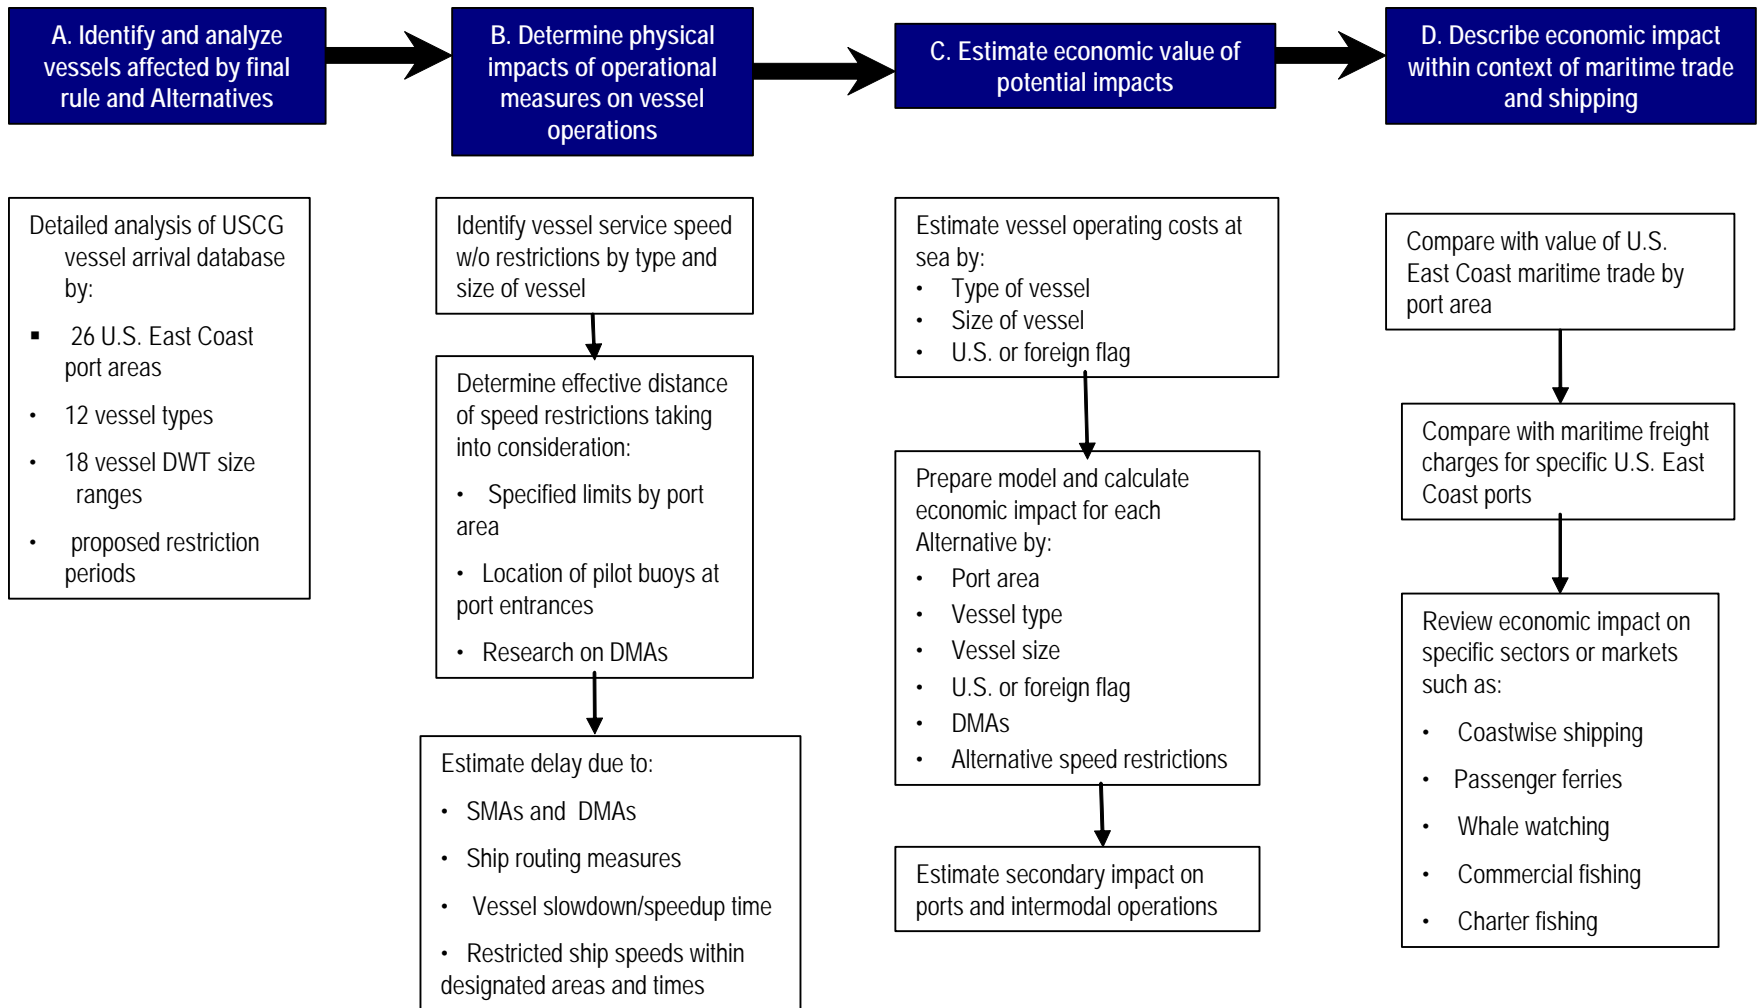 A. Identify and analyze
vessels affected by final
rule and Alternatives
B. Determine physical
impacts of operational
measures on vessel
operations
C. Estimate economic value of
potential impacts
D. Describe economic impact
within context of maritime trade
and shipping
Detailed analysis of USCG
vessel arrival database
by:
▪ 26 U.S. East Coast
port areas
• 12 vessel types
• 18 vessel DWT size
ranges
• proposed restriction
periods
Identify vessel service speed
w/o restrictions by type and
size of vessel
Determine effective distance
of speed restrictions taking
into consideration:
• Specified limits by port
area
• Location of pilot buoys at
port entrances
• Research on DMAs
Estimate delay due to:
• SMAs and DMAs
• Ship routing measures
• Vessel slowdown/speedup time
• Restricted ship speeds within
designated areas and times
Estimate vessel operating costs at
sea by:
• Type of vessel
• Size of vessel
• U.S. or foreign flag
Prepare model and calculate
economic impact for each
Alternative by:
• Port area
• Vessel type
• Vessel size
• U.S. or foreign flag
• DMAs
• Alternative speed restrictions
Estimate secondary impact on
ports and intermodal operations
Compare with value of U.S.
East Coast maritime trade by
port area
Compare with maritime freight
charges for specific U.S. East
Coast ports
Review economic impact on
specific sectors or markets
such as:
• Coastwise shipping
• Passenger ferries
• Whale watching
• Commercial fishing
• Charter fishing